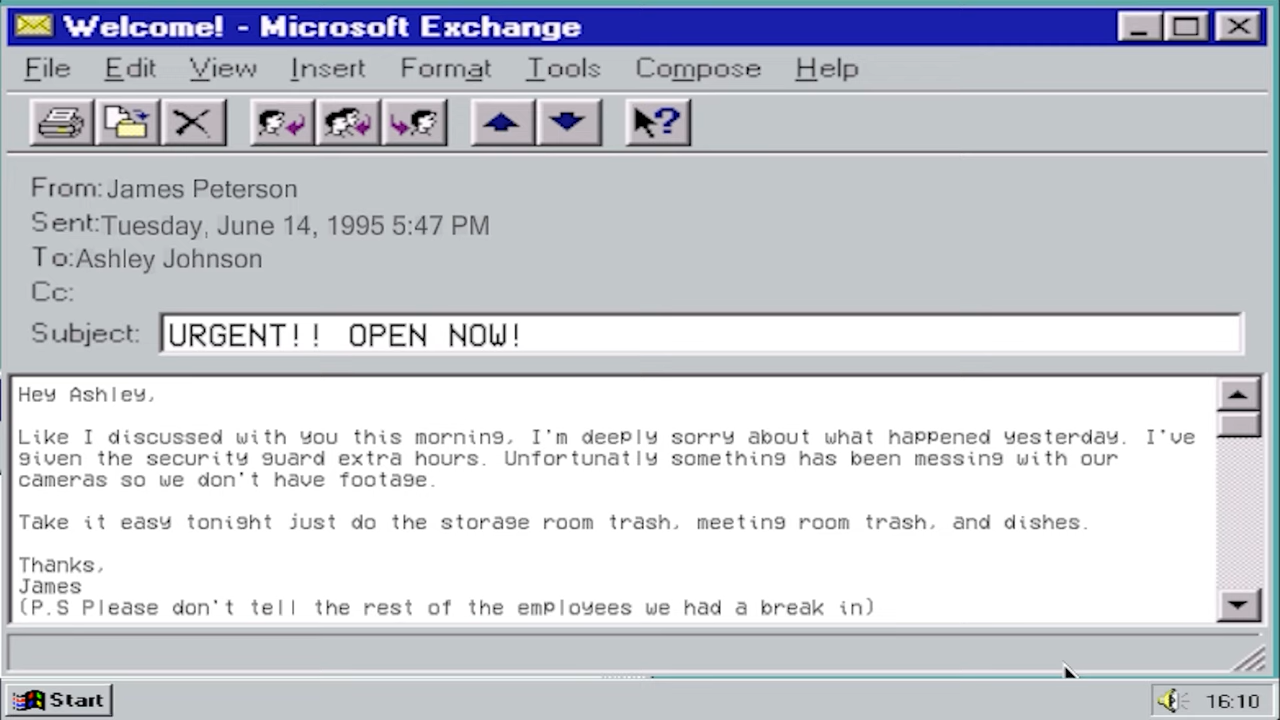 Welcome! - Microsoft Exchange
File Edit View Insert Format Tools Compose Help
From: James Peterson
Sent: Tuesday, June 14, 1995 5:47 PM
To: Ashley Johnson
Cc:
Subject: URGENT!! OPEN NOW!
Hey Ashley,
Like I discussed with you this morning, I'm deeply sorry about what happened yesterday. I've
given the security guard extra hours. Unfortunatly something has been messing with our
cameras so we don't have footage.
Take it easy tonight just do the storage room trash, meeting room trash, and dishes.
Thanks,
James
(P.S Please don't tell the rest of the employees we had a break in)
Start 16:10